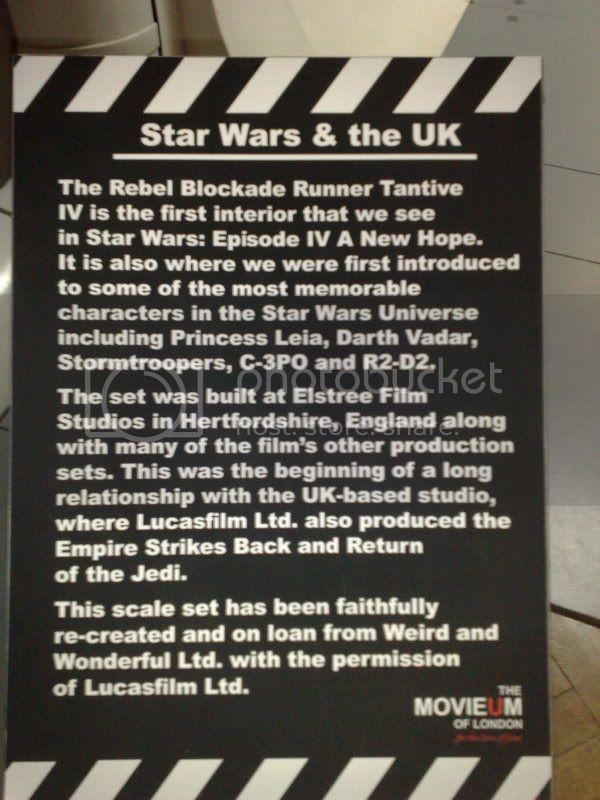 Star Wars & the UK
The Rebel Blockade Runner Tantive
IV is the first interior that we see
in Star Wars: Episode IV A New Hope.
It is also where we were first introduced
to some of the most memorable
characters in the Star Wars Universe
including Princess Leia, Darth Vadar,
Stormtroopers, C-3PO and R2-D2.
The set was built at Elstree Film
Studios in Hertfordshire, England along
with many of the film's other production
sets. This was the beginning of a long
relationship with the UK-based studio,
where Lucasfilm Ltd. also produced the
Empire Strikes Back and Return
of the Jedi.
This scale set has been faithfully
re-created and on loan from Weird and
Wonderful Ltd. with the permission
of Lucasfilm Ltd.
THE
MOVIEUM
OF LONDON
photobucket
host. store. share.